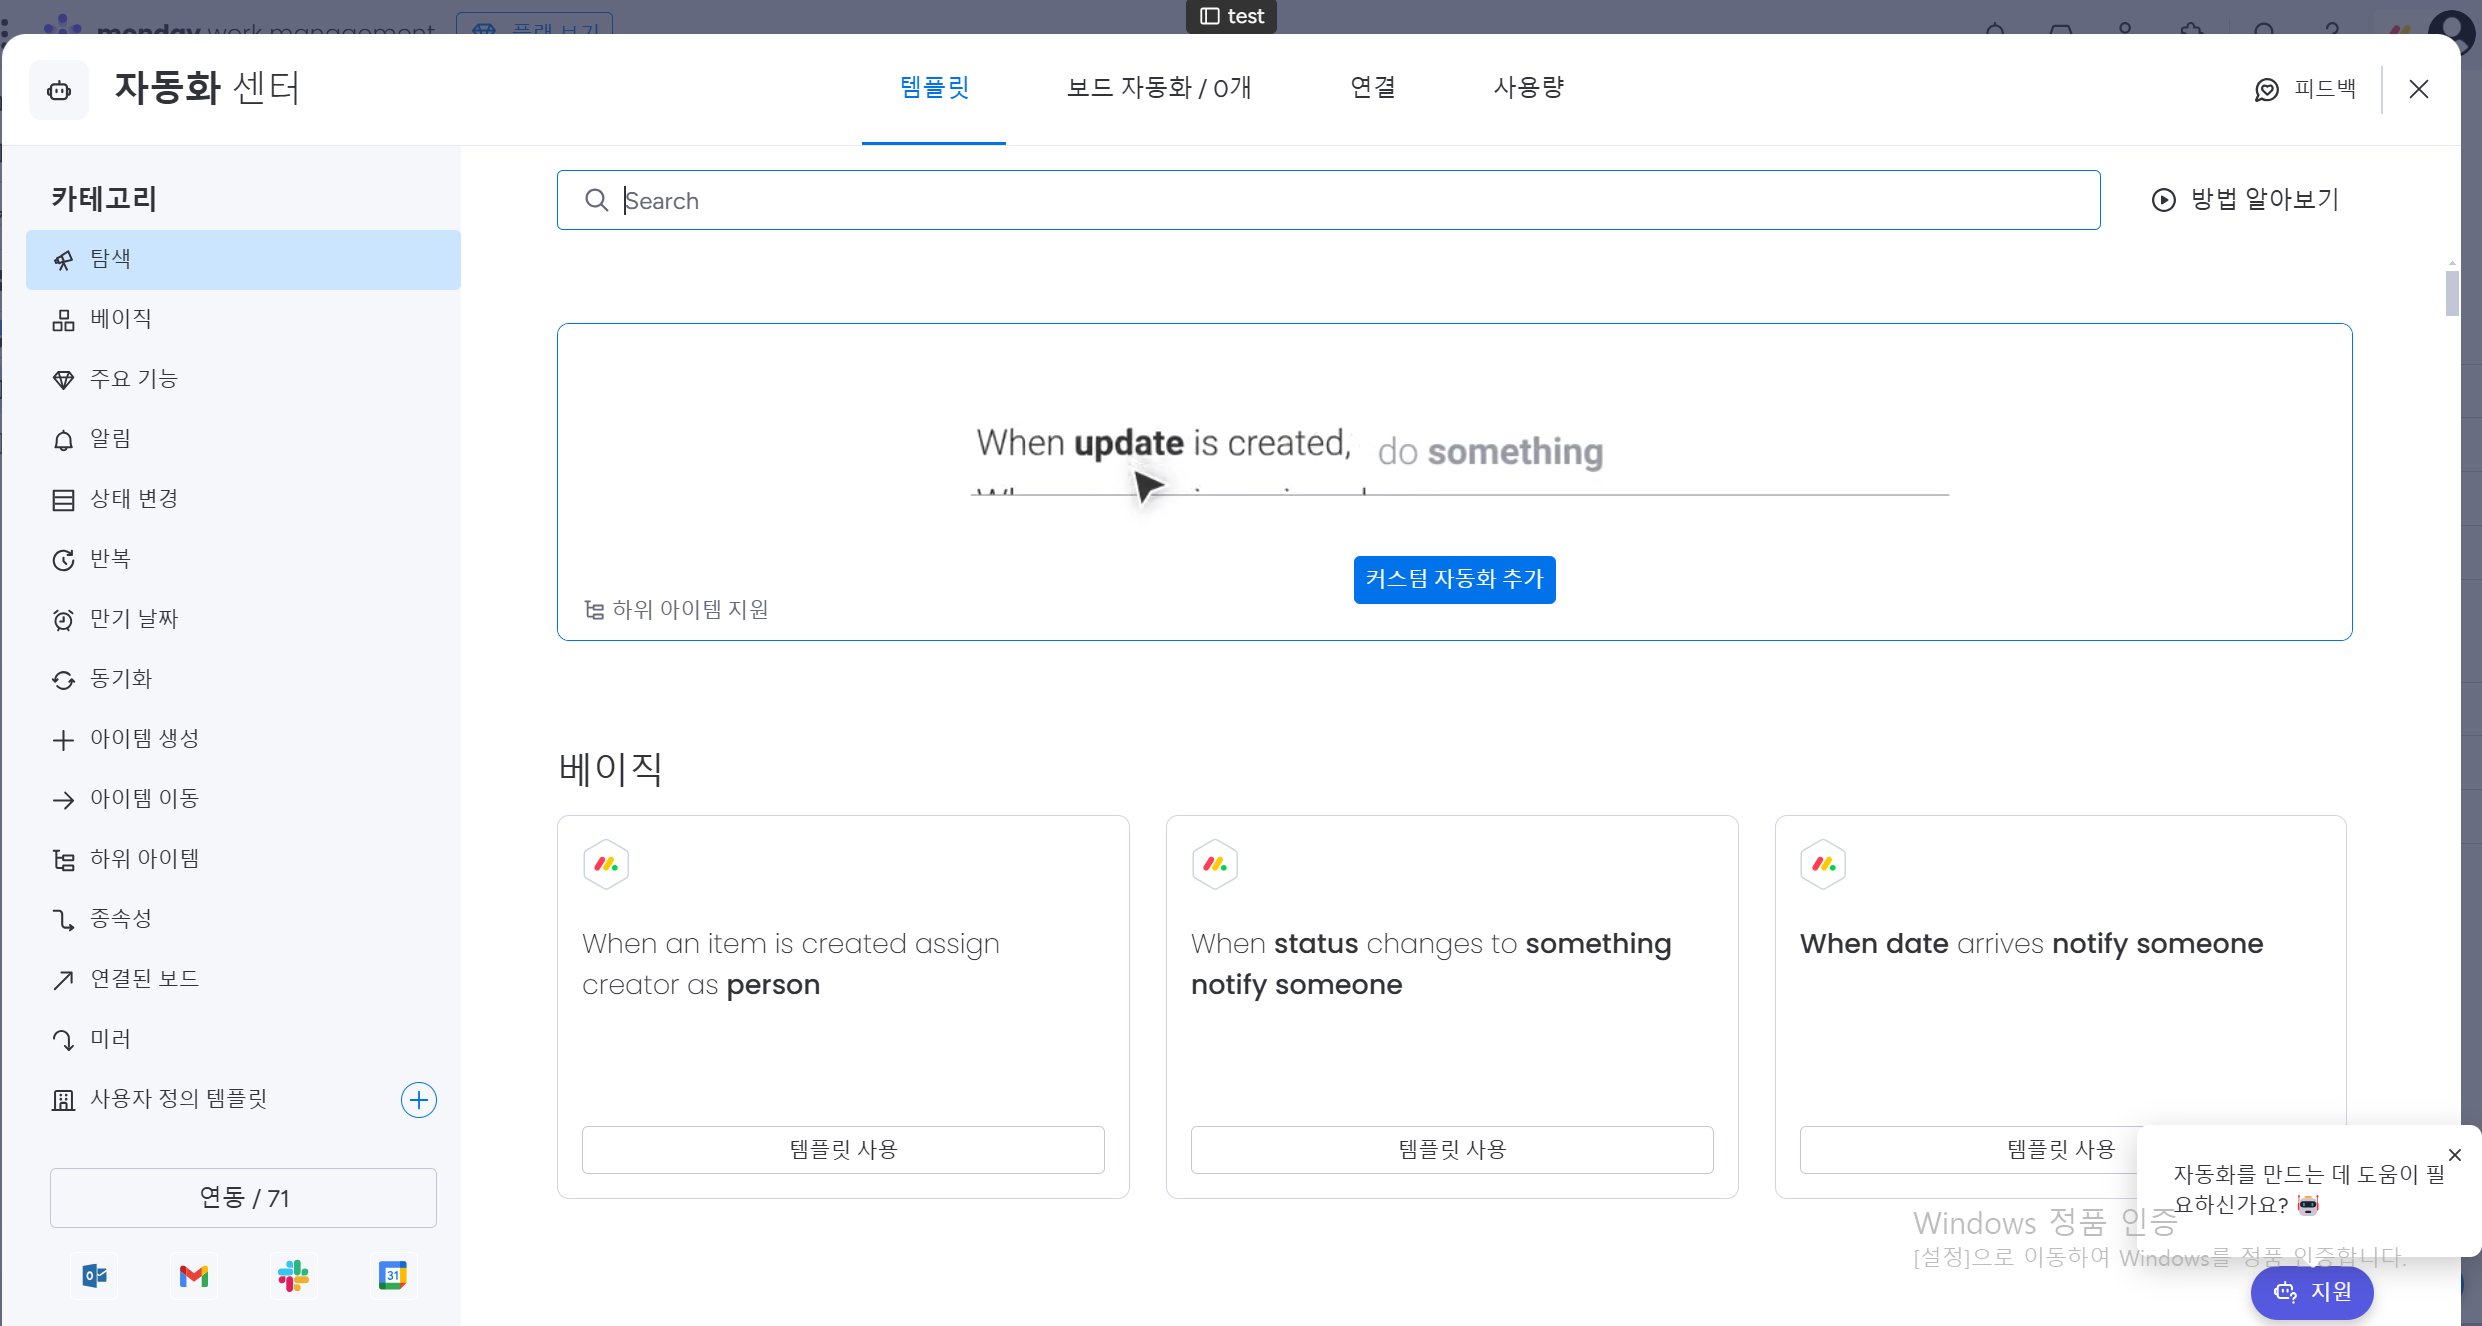 test
monday work management
플랜 보기
자동화 센터
템플릿
보드 자동화 / 0개
연결
사용량
피드백
카테고리
탐색
베이직
주요 기능
알림
상태 변경
반복
만기 날짜
동기화
아이템 생성
아이템 이동
하위 아이템
종속성
연결된 보드
미러
사용자 정의 템플릿
연동 / 71
31
Search
방법 알아보기
When update is created, do something
커스텀 자동화 추가
하위 아이템 지원
베이직
When an item is created assign
creator as person
템플릿 사용
When status changes to something
notify someone
템플릿 사용
When date arrives notify someone
템플릿 사용
자동화를 만드는 데 도움이 필
요하신가요?
Windows 정품 인증
[설정]으로 이동하여 Windows를 정품 인증합니다.
지원